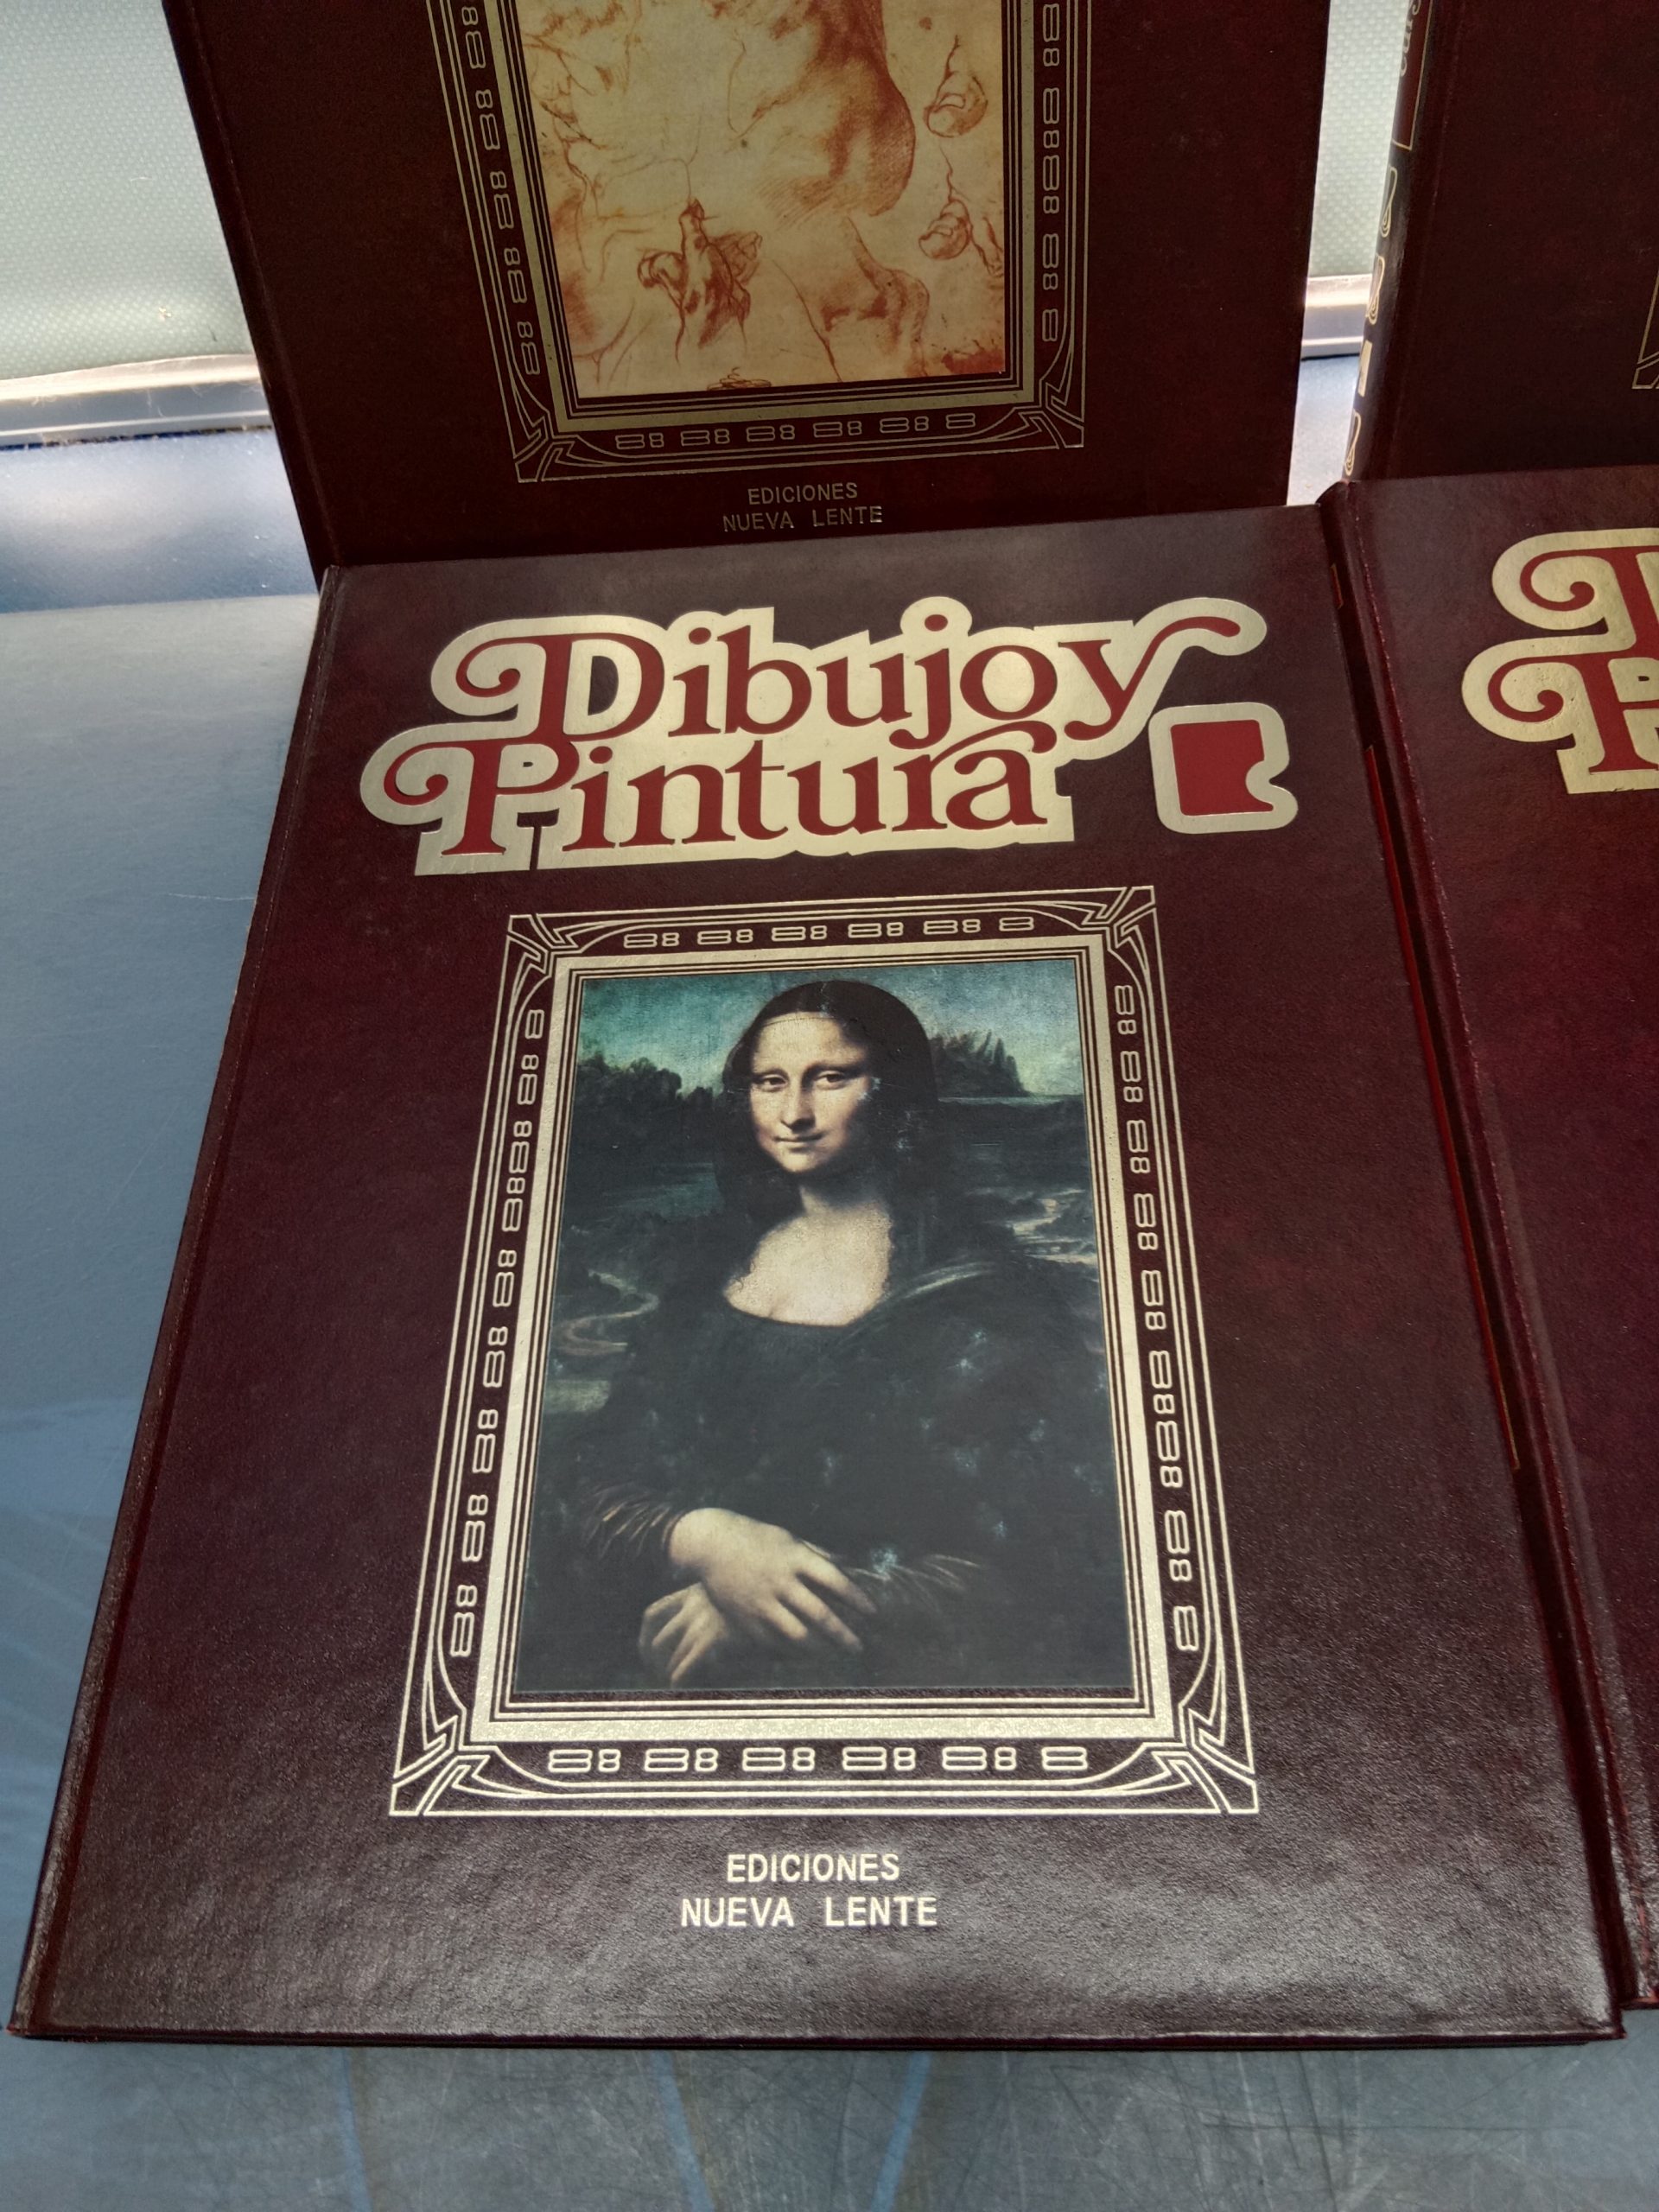 EDICIONES
NUEVA LENTE
Dibujo y
Pintura
EDICIONES
NUEVA LENTE